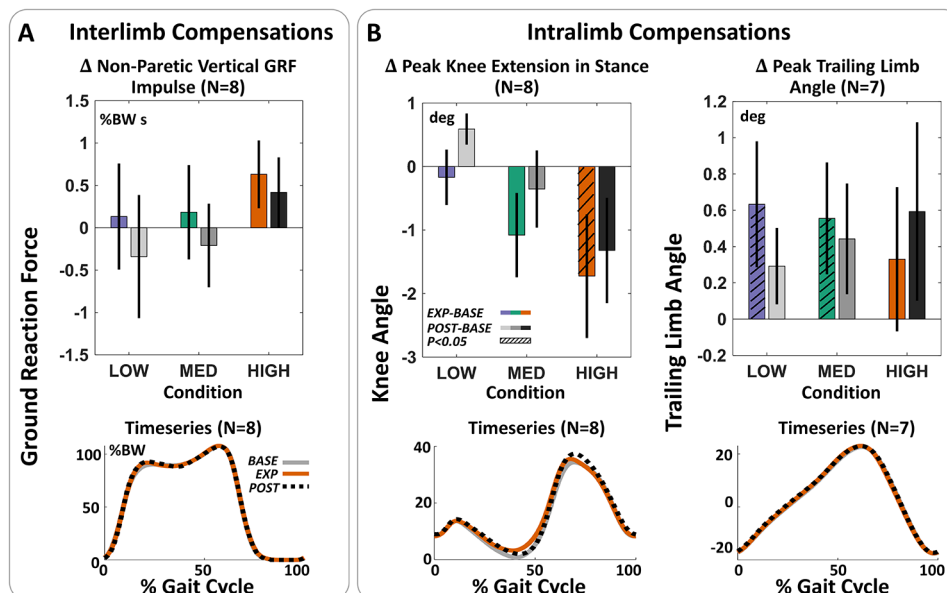 A Interlimb Compensations
Δ Non-Paretic Vertical GRF
Impulse (N=8)
%BW s
1.5
1
0.5
0
-0.5
-1
-1.5
LOW MED HIGH
Condition
Ground Reaction Force
Timeseries (N=8)
%BW
100
50
0
BASE
EXP
POST
0 50 100
% Gait Cycle
B Intralimb Compensations
Δ Peak Knee Extension in Stance
(N=8)
deg
1
0
-1
-2
-3
EXP-BASE
POST-BASE
P<0.05
LOW MED HIGH
Condition
Knee Angle
Timeseries (N=8)
40
20
0
0 50 100
% Gait Cycle
Δ Peak Trailing Limb
Angle (N=7)
deg
1.2
1
0.8
0.6
0.4
0.2
0
-0.2
LOW MED HIGH
Condition
Trailing Limb Angle
Timeseries (N=7)
20
0
-20
0 50 100
% Gait Cycle